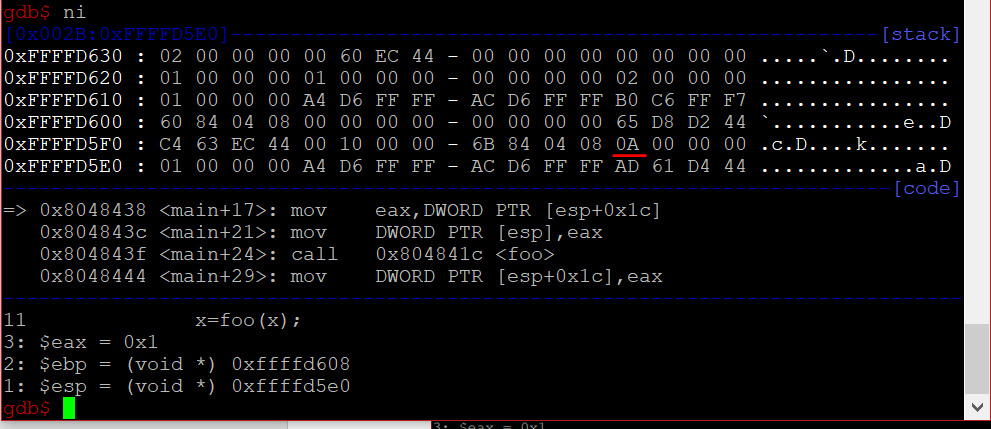 gdb$ ni
[0x002B:0xFFFFD5E0]------------------------------------------------------[stack]
0xFFFFD630 : 02 00 00 00 00 60 EC 44 - 00 00 00 00 00 00 00 00 .....`.D........
0xFFFFD620 : 01 00 00 00 01 00 00 00 - 00 00 00 00 02 00 00 00 ................
0xFFFFD610 : 01 00 00 00 A4 D6 FF FF - AC D6 FF FF B0 C6 FF F7 ................
0xFFFFD600 : 60 84 04 08 00 00 00 00 - 00 00 00 00 65 D8 D2 44 `...........e..D
0xFFFFD5F0 : C4 63 EC 44 00 10 00 00 - 6B 84 04 08 0A 00 00 00 .c.D....k.......
0xFFFFD5E0 : 01 00 00 00 A4 D6 FF FF - AC D6 FF FF AD 61 D4 44 .............a.D
--------------------------------------------------------------------------[code]
=> 0x8048438 <main+17>: mov    eax,DWORD PTR [esp+0x1c]
   0x804843c <main+21>: mov    DWORD PTR [esp],eax
   0x804843f <main+24>: call   0x804841c <foo>
   0x8048444 <main+29>: mov    DWORD PTR [esp+0x1c],eax
--------------------------------------------------------------------------------
11              x=foo(x);
3: $eax = 0x1
2: $ebp = (void *) 0xffffd608
1: $esp = (void *) 0xffffd5e0
gdb$
3: $eax = 0x1